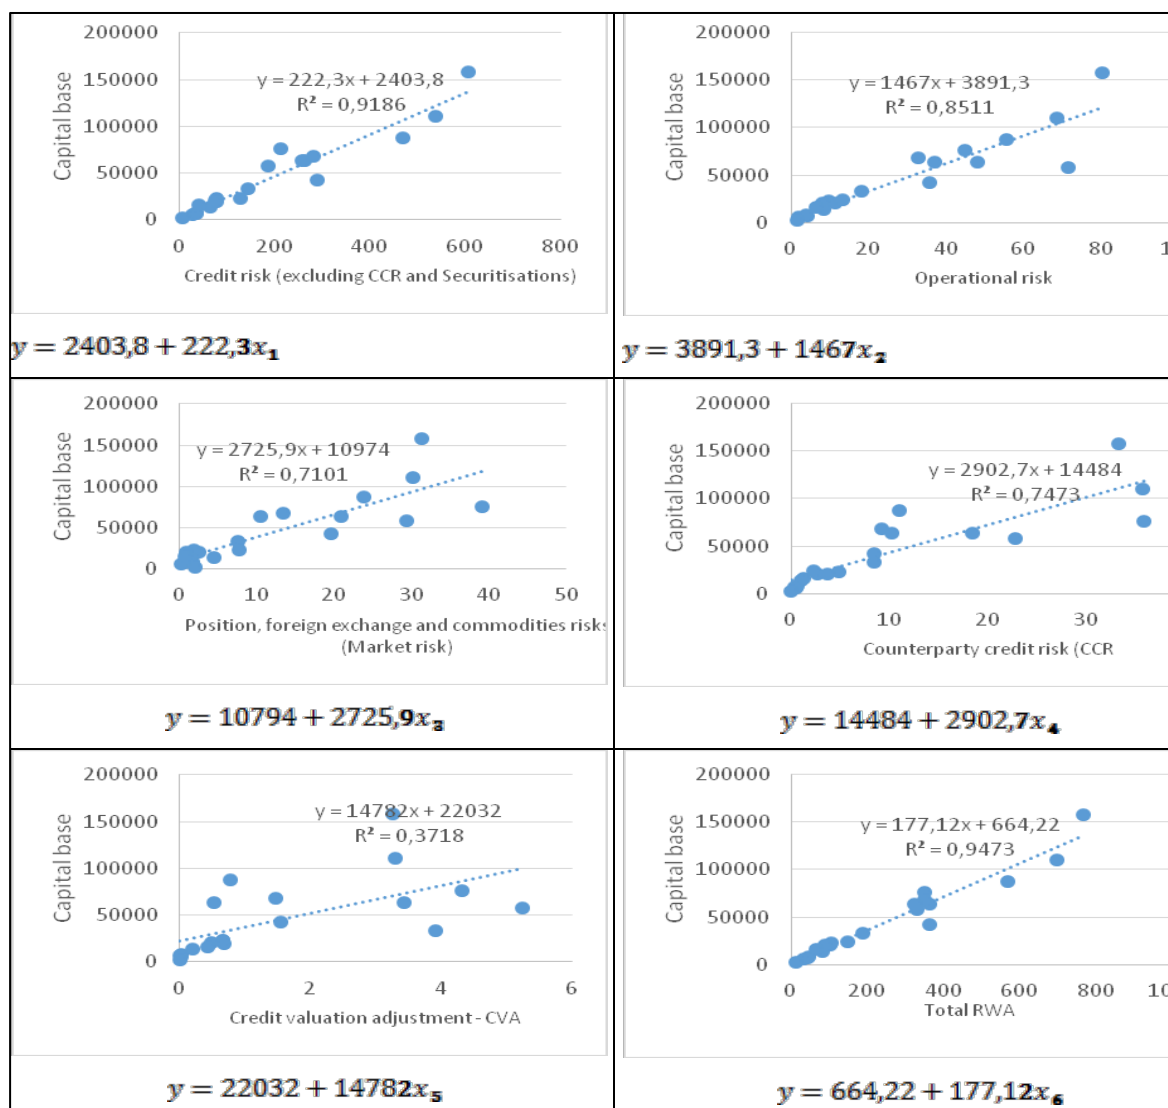 200000
150000
100000
50000
0
Capital base
y = 222,3x + 2403,8
R² = 0,9186
0 200 400 600 800
Credit risk (excluding CCR and Securitisations)
y = 2403,8 + 222,3x₁
200000
150000
100000
50000
0
Capital base
y = 1467x + 3891,3
R² = 0,8511
0 20 40 60 80 1
Operational risk
y = 3891,3 + 1467x₂
200000
150000
100000
50000
0
Capital base
y = 2725,9x + 10974
R² = 0,7101
0 10 20 30 40 50
Position, foreign exchange and commodities risks
(Market risk)
y = 10794 + 2725,9x₃
200000
150000
100000
50000
0
Capital base
y = 2902,7x + 14484
R² = 0,7473
0 10 20 30
Counterparty credit risk (CCR
y = 14484 + 2902,7x₄
200000
150000
100000
50000
0
Capital base
y = 14782x + 22032
R² = 0,3718
0 2 4 6
Credit valuation adjustment - CVA
y = 22032 + 14782x₅
200000
150000
100000
50000
0
Capital base
y = 177,12x + 664,22
R² = 0,9473
0 200 400 600 800 100
Total RWA
y = 664,22 + 177,12x₆